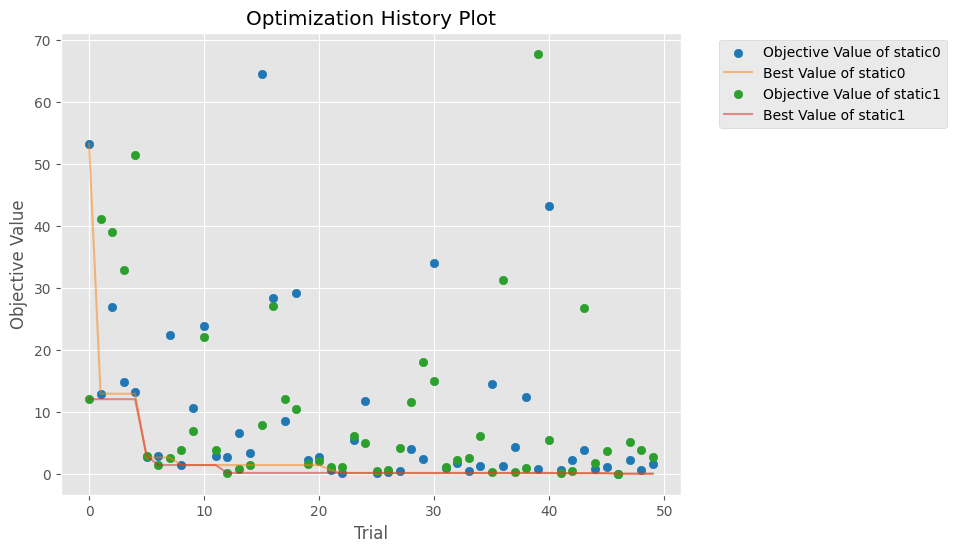 Optimization History Plot
Objective Value
70
60
50
40
30
20
10
0
0
10
20
30
40
50
Trial
Objective Value of static0
Best Value of static0
Objective Value of static1
Best Value of static1